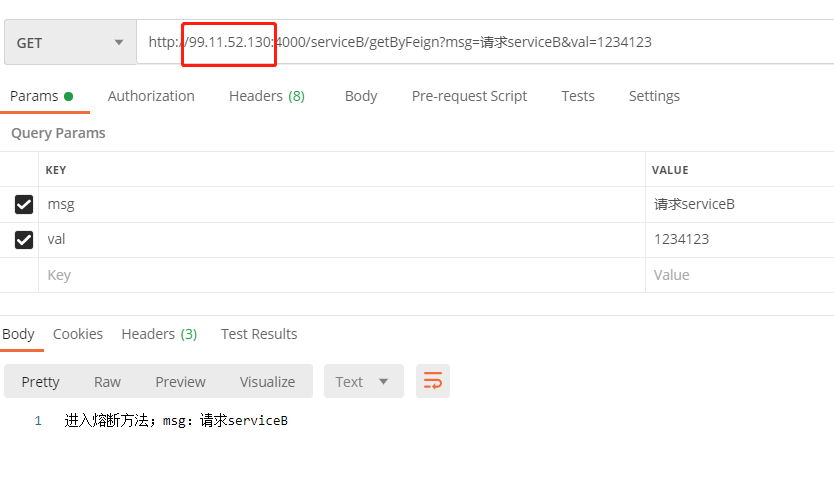 GET http://99.11.52.130:4000/serviceB/getByFeign?msg=请求serviceB&val=1234123
Params Authorization Headers (8) Body Pre-request Script Tests Settings
Query Params
KEY VALUE
msg 请求serviceB
val 1234123
Key Value
Body Cookies Headers (3) Test Results
Pretty Raw Preview Visualize Text
1 进入熔断方法；msg：请求serviceB